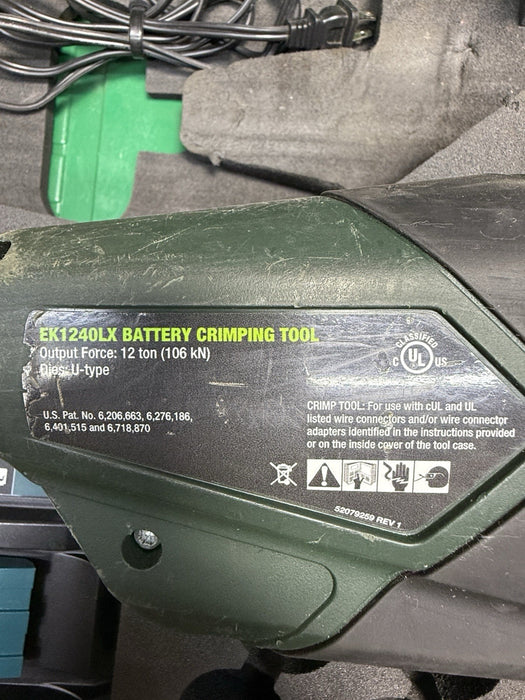 EK1240LX BATTERY CRIMPING TOOL
Output Force: 12 ton (106 kN)
Dies: U-type
U.S. Pat. No. 6,206,663, 6,276,186,
6,401,515 and 6,718,870
CLASSIFIED
C UL US
CRIMP TOOL: For use with cUL and UL
listed wire connectors and/or wire connector
adapters identified in the instructions provided
or on the inside cover of the tool case.
52079259 REV 1